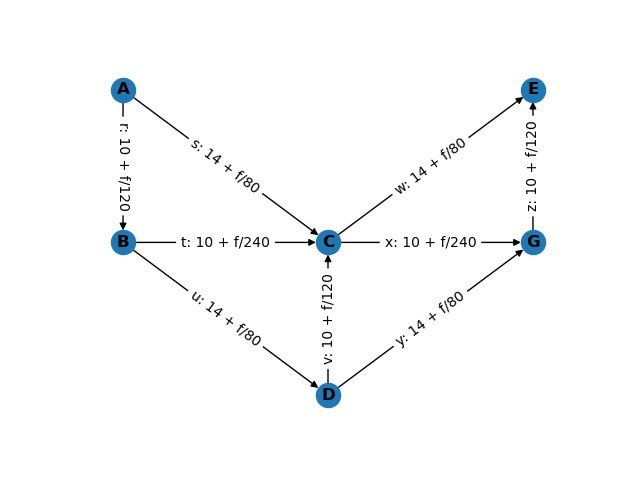 A
E
r: 10 + f/120
s: 14 + f/80
w: 14 + f/80
z: 10 + f/120
B
t: 10 + f/240
C
x: 10 + f/240
G
u: 14 + f/80
v: 10 + f/120
y: 14 + f/80
D